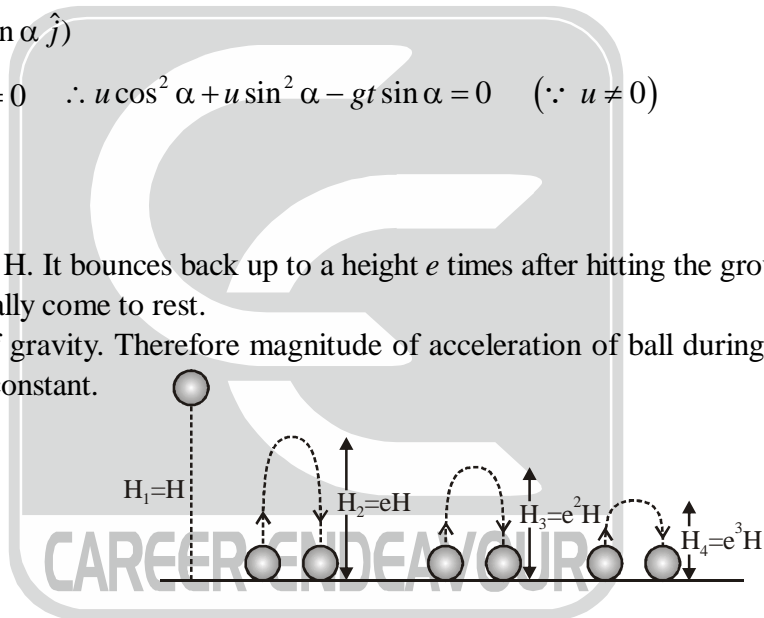 n α ĵ)
= 0 ∴ u cos² α + u sin² α − gt sin α = 0 (∵ u ≠ 0)
H. It bounces back up to a height e times after hitting the gro
ally come to rest.
f gravity. Therefore magnitude of acceleration of ball during
constant.
H₁=H
H₂=eH
H₃=e²H
H₄=e³H
CAREER ENDEAVOUR